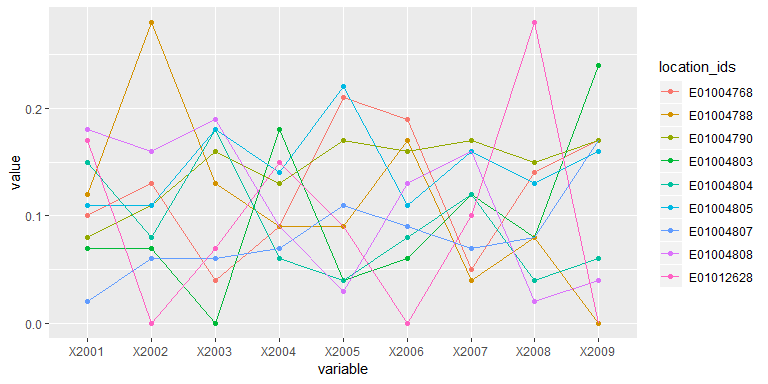 value
0.2
0.1
0.0
X2001 X2002 X2003 X2004 X2005 X2006 X2007 X2008 X2009
variable
location_ids
E01004768
E01004788
E01004790
E01004803
E01004804
E01004805
E01004807
E01004808
E01012628